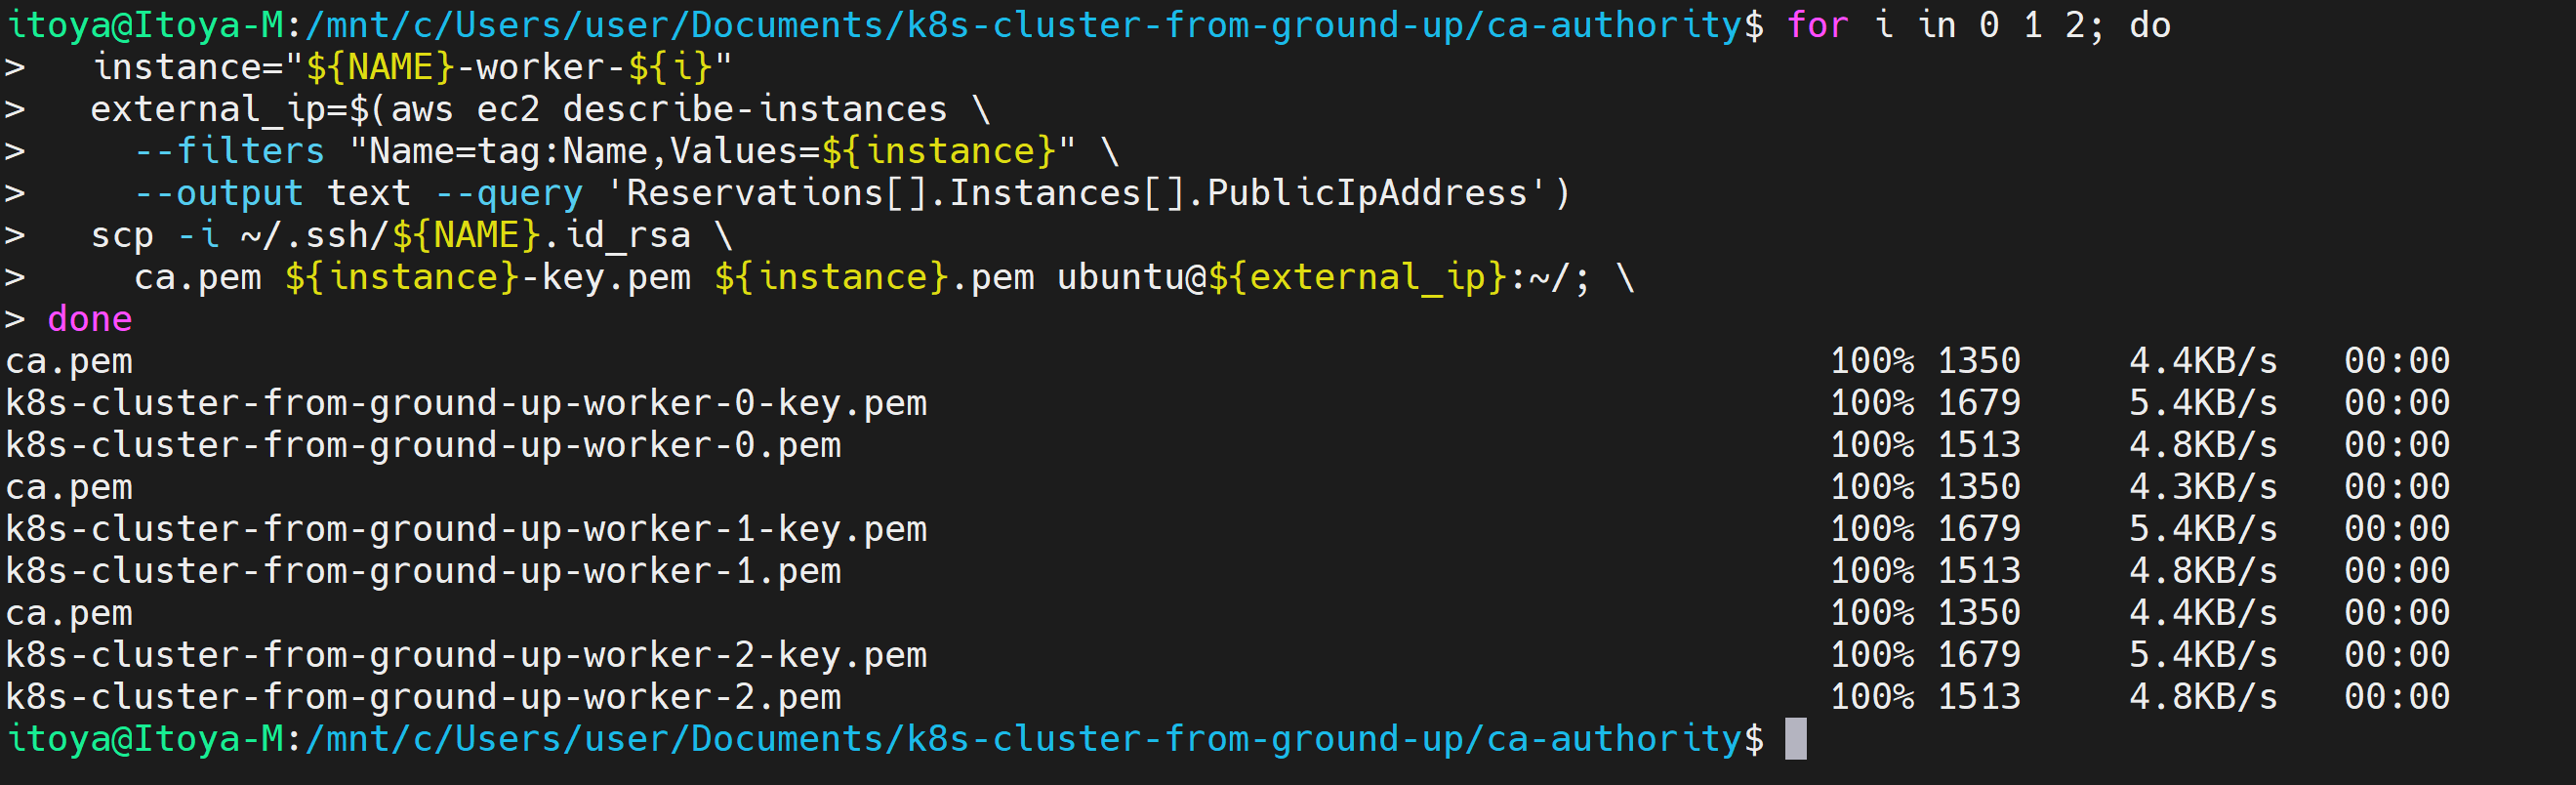 itoya@Itoya-M:/mnt/c/Users/user/Documents/k8s-cluster-from-ground-up/ca-authority$ for i in 0 1 2; do
>   instance="${NAME}-worker-${i}"
>   external_ip=$(aws ec2 describe-instances \
>     --filters "Name=tag:Name,Values=${instance}" \
>     --output text --query 'Reservations[].Instances[].PublicIpAddress')
>   scp -i ~/.ssh/${NAME}.id_rsa \
>     ca.pem ${instance}-key.pem ${instance}.pem ubuntu@${external_ip}:~/; \
> done
ca.pem 100% 1350 4.4KB/s 00:00
k8s-cluster-from-ground-up-worker-0-key.pem 100% 1679 5.4KB/s 00:00
k8s-cluster-from-ground-up-worker-0.pem 100% 1513 4.8KB/s 00:00
ca.pem 100% 1350 4.3KB/s 00:00
k8s-cluster-from-ground-up-worker-1-key.pem 100% 1679 5.4KB/s 00:00
k8s-cluster-from-ground-up-worker-1.pem 100% 1513 4.8KB/s 00:00
ca.pem 100% 1350 4.4KB/s 00:00
k8s-cluster-from-ground-up-worker-2-key.pem 100% 1679 5.4KB/s 00:00
k8s-cluster-from-ground-up-worker-2.pem 100% 1513 4.8KB/s 00:00
itoya@Itoya-M:/mnt/c/Users/user/Documents/k8s-cluster-from-ground-up/ca-authority$